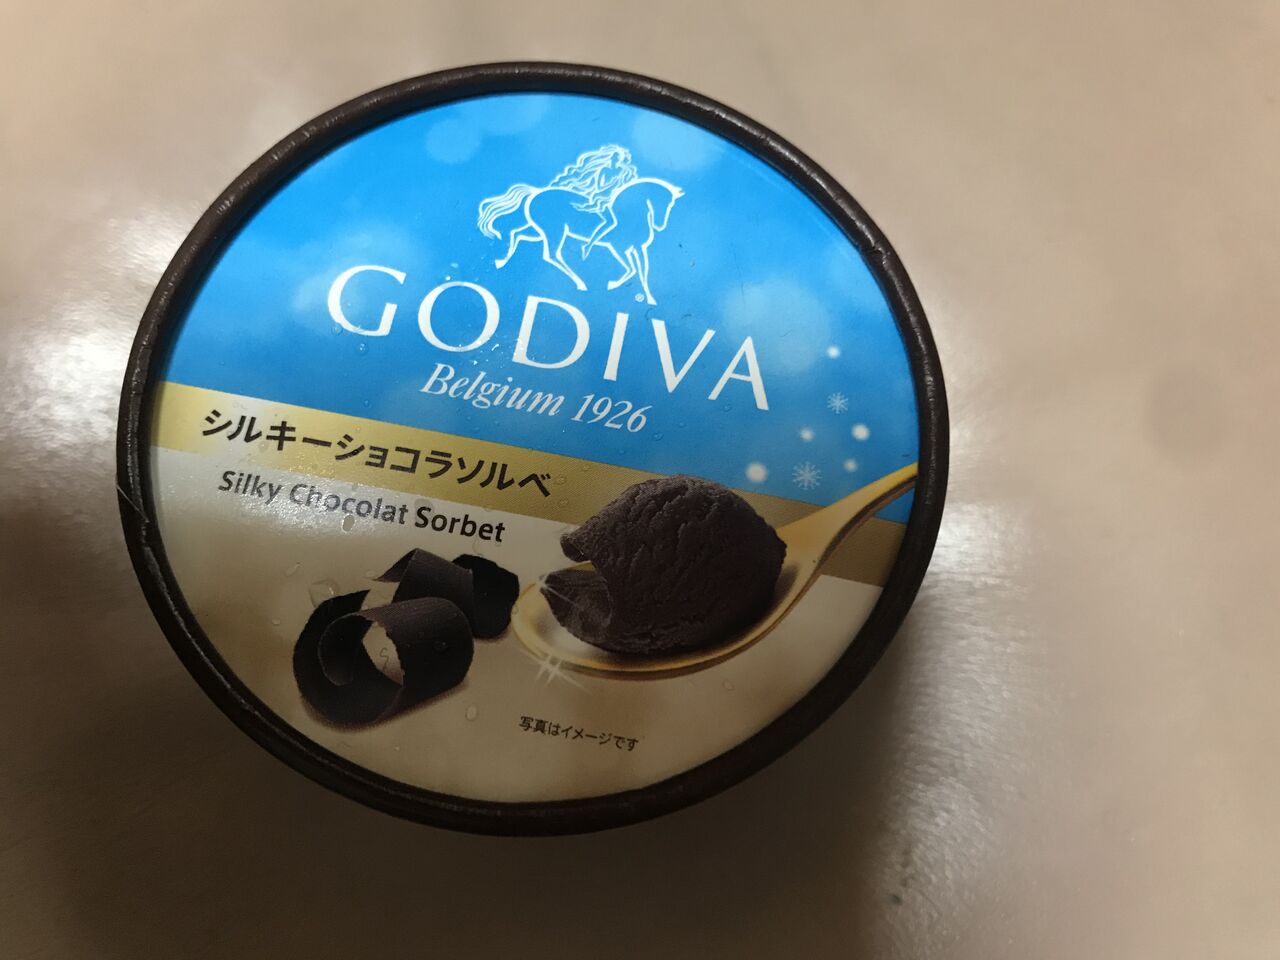 GODIVA
Belgium 1926
シルキーショコラソルベ
Silky Chocolat Sorbet
写真はイメージです